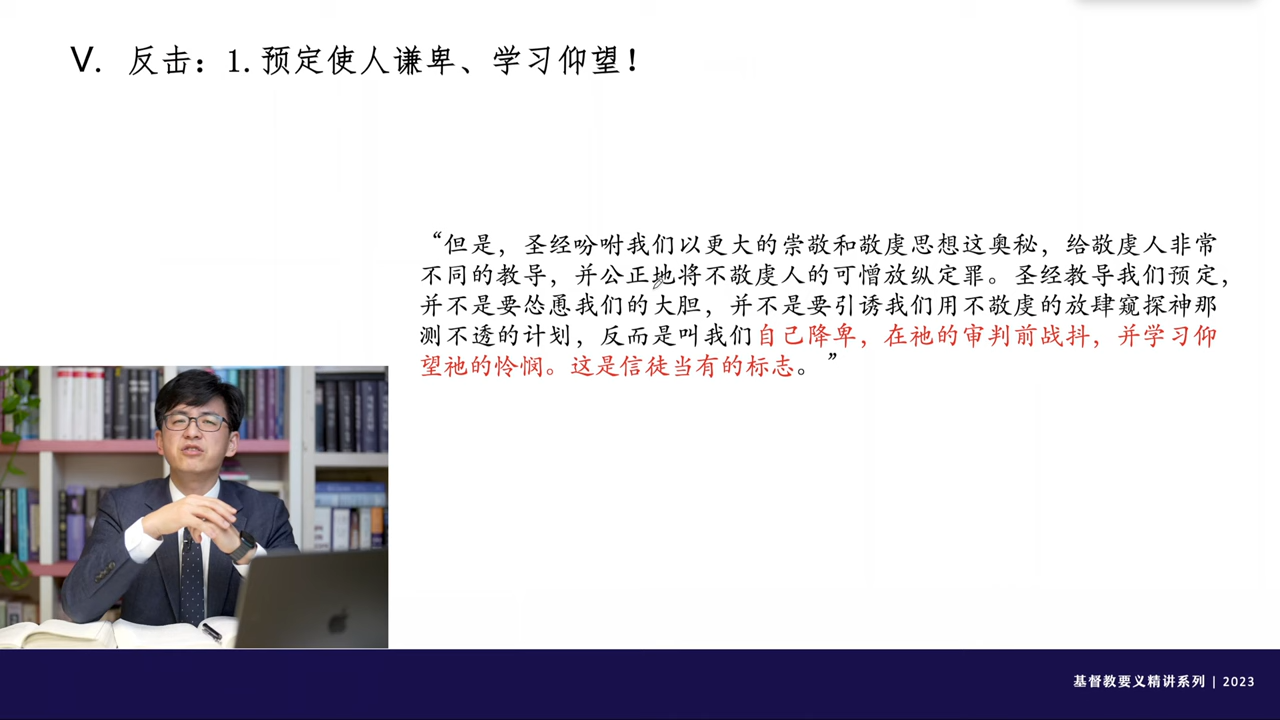 V. 反击：1. 预定使人谦卑、学习仰望！
“但是，圣经吩咐我们以更大的崇敬和敬虔思想这奥秘，给敬虔人非常
不同的教导，并公正地将不敬虔人的可憎放纵定罪。圣经教导我们预定，
并不是要怂恿我们的大胆，并不是要引诱我们用不敬虔的放肆窥探神那
测不透的计划，反而是叫我们自己降卑，在祂的审判前战抖，并学习仰
望祂的怜悯。这是信徒当有的标志。”
基督教要义精讲系列 | 2023